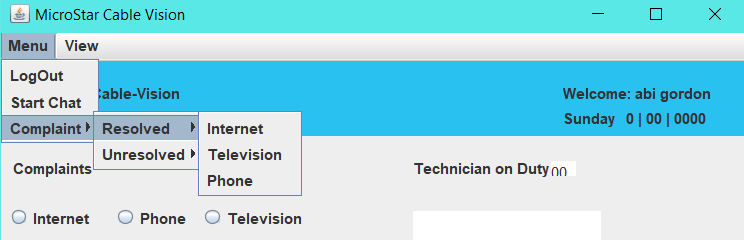 MicroStar Cable Vision
Menu View
LogOut
Start Chat
Complaint
Resolved
Unresolved
Internet
Television
Phone
Cable-Vision
Welcome: abi gordon
Sunday 0 | 00 | 0000
Complaints
Technician on Duty 00
Internet Phone Television